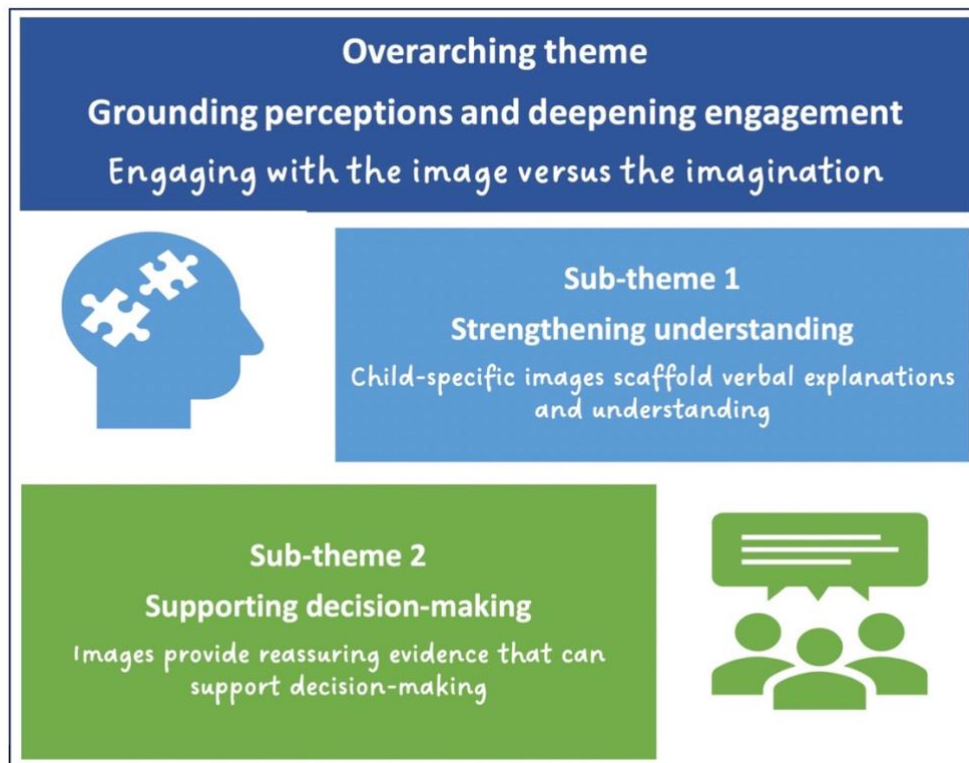 Overarching theme
Grounding perceptions and deepening engagement
Engaging with the image versus the imagination
Sub-theme 1
Strengthening understanding
Child-specific images scaffold verbal explanations
and understanding
Sub-theme 2
Supporting decision-making
Images provide reassuring evidence that can
support decision-making